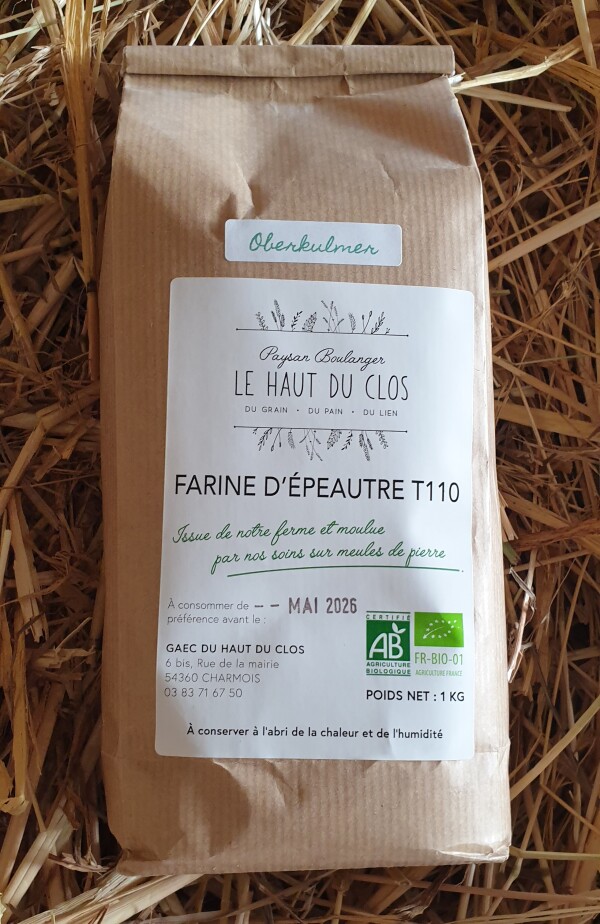 Oberkulmer
Paysan Boulanger
LE HAUT DU CLOS
DU GRAIN • DU PAIN • DU LIEN
FARINE D'ÉPEAUTRE T110
Issue de notre ferme et moulue
par nos soins sur meules de pierre
À consommer de
préférence avant le :
-- MAI 2026
GAEC DU HAUT DU CLOS
6 bis, Rue de la mairie
54360 CHARMOIS
03 83 71 67 50
CERTIFIÉ
AB
AGRICULTURE
BIOLOGIQUE
FR-BIO-01
AGRICULTURE FRANCE
POIDS NET : 1 KG
À conserver à l'abri de la chaleur et de l'humidité